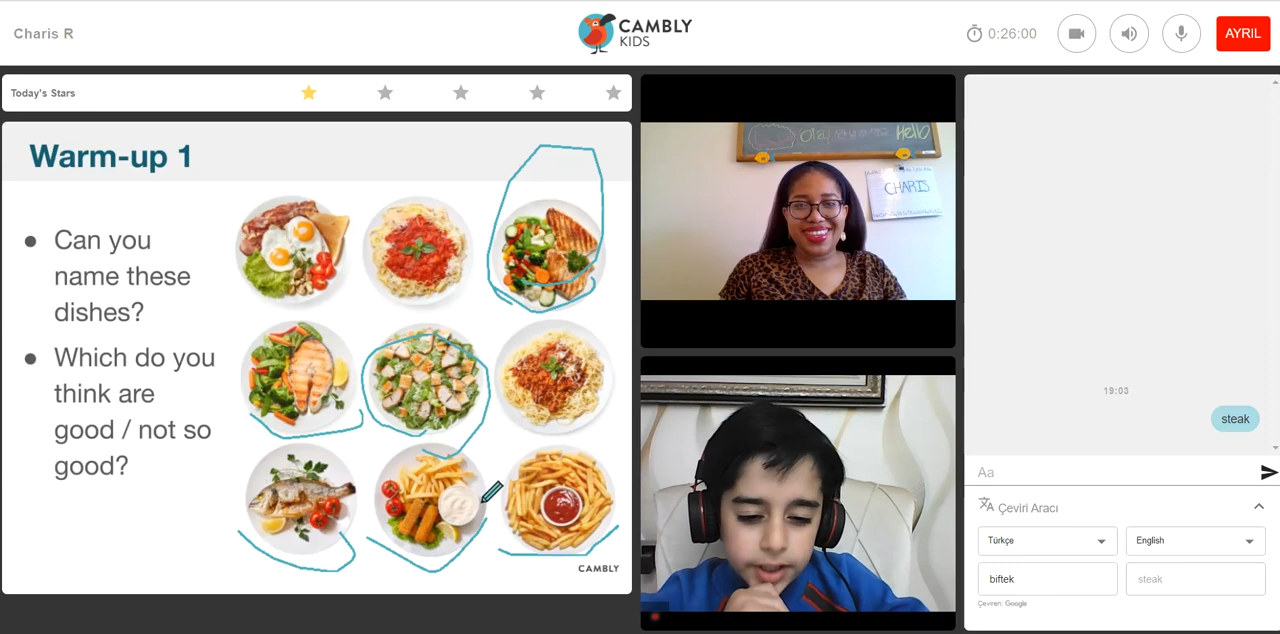 Charis R
CAMBLY
KIDS
0:26:00
AYRIL
Today's Stars
Warm-up 1
● Can you
name these
dishes?
● Which do you
think are
good / not so
good?
CAMBLY
Hello
CHARIS
19:03
steak
Aa
Çeviri Aracı
Türkçe
English
biftek
steak
Çeviren: Google